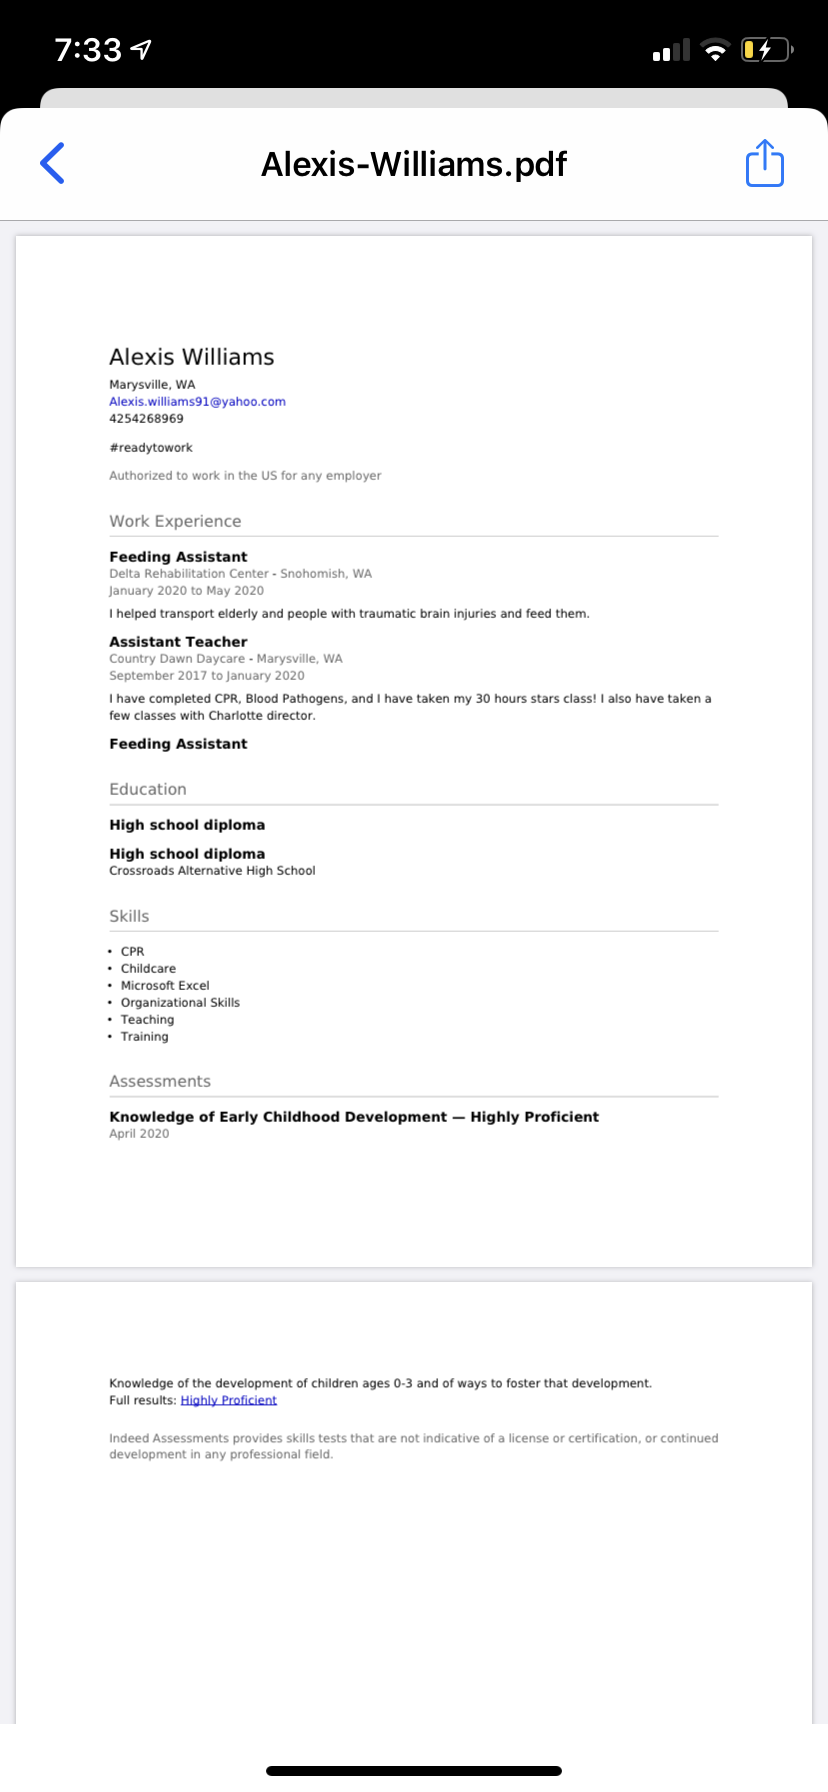 7:33
Alexis-Williams.pdf
Alexis Williams
Marysville, WA
Alexis.williams91@yahoo.com
4254268969
#readytowork
Authorized to work in the US for any employer
Work Experience
Feeding Assistant
Delta Rehabilitation Center - Snohomish, WA
January 2020 to May 2020
I helped transport elderly and people with traumatic brain injuries and feed them.
Assistant Teacher
Country Dawn Daycare - Marysville, WA
September 2017 to January 2020
I have completed CPR, Blood Pathogens, and I have taken my 30 hours stars class! I also have taken a
few classes with Charlotte director.
Feeding Assistant
Education
High school diploma
High school diploma
Crossroads Alternative High School
Skills
• CPR
• Childcare
• Microsoft Excel
• Organizational Skills
• Teaching
• Training
Assessments
Knowledge of Early Childhood Development — Highly Proficient
April 2020
Knowledge of the development of children ages 0-3 and of ways to foster that development.
Full results: Highly Proficient
Indeed Assessments provides skills tests that are not indicative of a license or certification, or continued
development in any professional field.